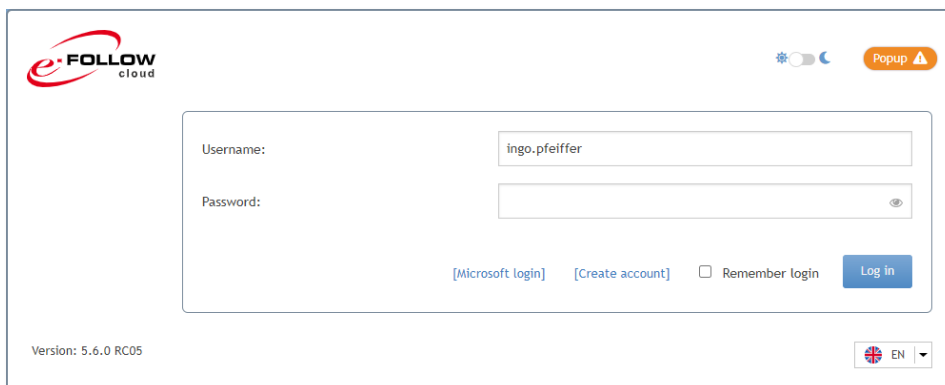 e-FOLLOW
cloud
Popup
Username:
ingo.pfeiffer
Password:
[Microsoft login] [Create account] Remember login Log in
Version: 5.6.0 RC05
EN